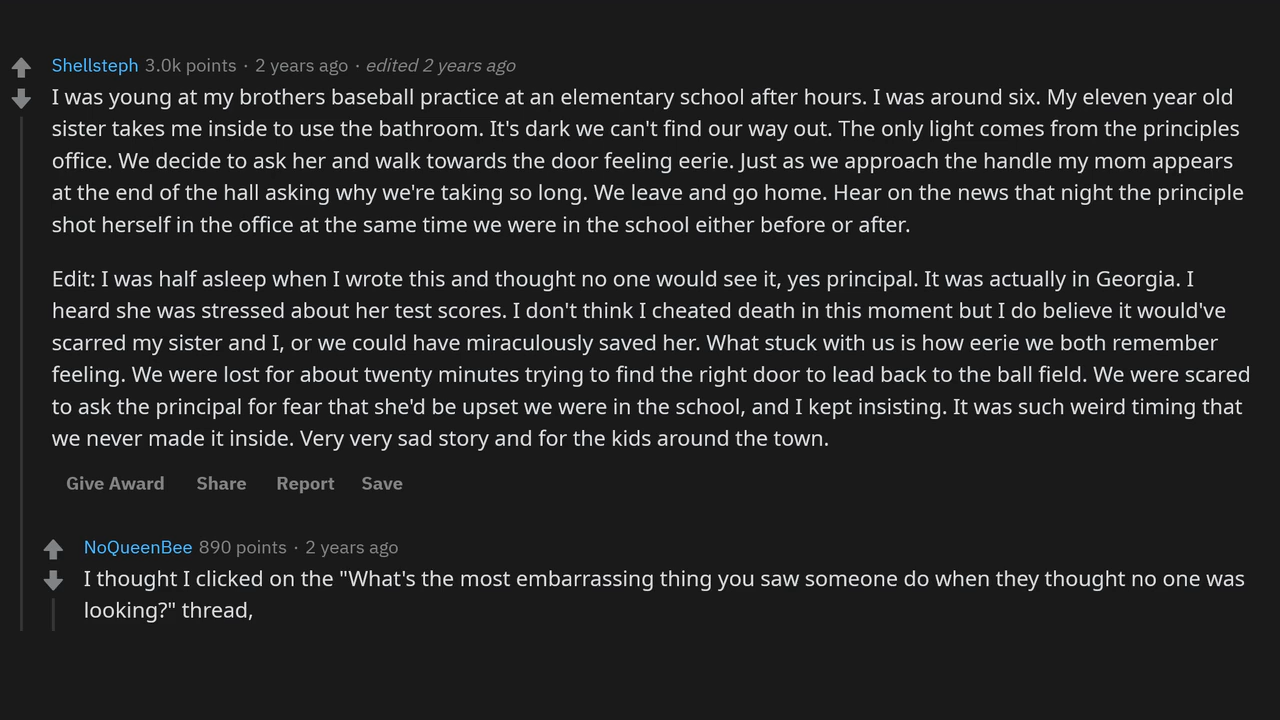 Shellsteph 3.0k points · 2 years ago · edited 2 years ago
I was young at my brothers baseball practice at an elementary school after hours. I was around six. My eleven year old
sister takes me inside to use the bathroom. It's dark we can't find our way out. The only light comes from the principles
office. We decide to ask her and walk towards the door feeling eerie. Just as we approach the handle my mom appears
at the end of the hall asking why we're taking so long. We leave and go home. Hear on the news that night the principle
shot herself in the office at the same time we were in the school either before or after.
Edit: I was half asleep when I wrote this and thought no one would see it, yes principal. It was actually in Georgia. I
heard she was stressed about her test scores. I don't think I cheated death in this moment but I do believe it would've
scarred my sister and I, or we could have miraculously saved her. What stuck with us is how eerie we both remember
feeling. We were lost for about twenty minutes trying to find the right door to lead back to the ball field. We were scared
to ask the principal for fear that she'd be upset we were in the school, and I kept insisting. It was such weird timing that
we never made it inside. Very very sad story and for the kids around the town.
Give Award Share Report Save
NoQueenBee 890 points · 2 years ago
I thought I clicked on the "What's the most embarrassing thing you saw someone do when they thought no one was
looking?" thread,